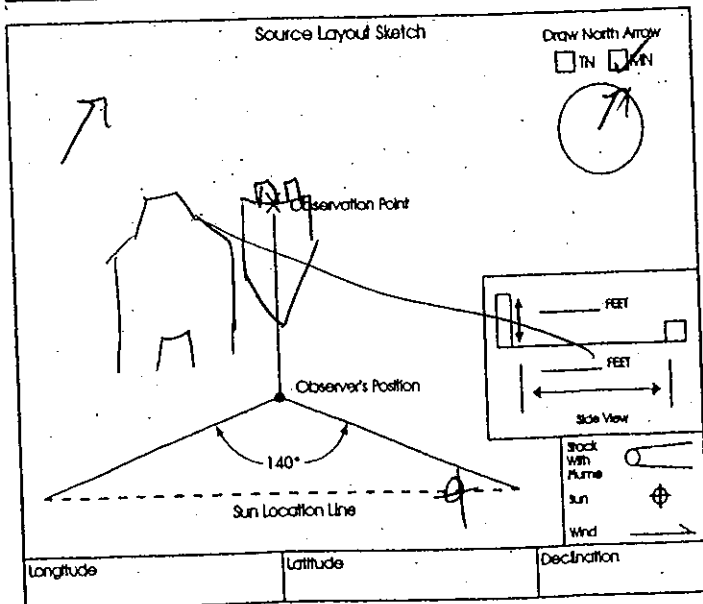 Source Layout Sketch
Draw North Arrow
TN MN
Observation Point
FEET
FEET
Side View
Observer's Position
140°
Sun Location Line
Stack
With
Plume
Sun
Wind
Longitude
Latitude
Declination